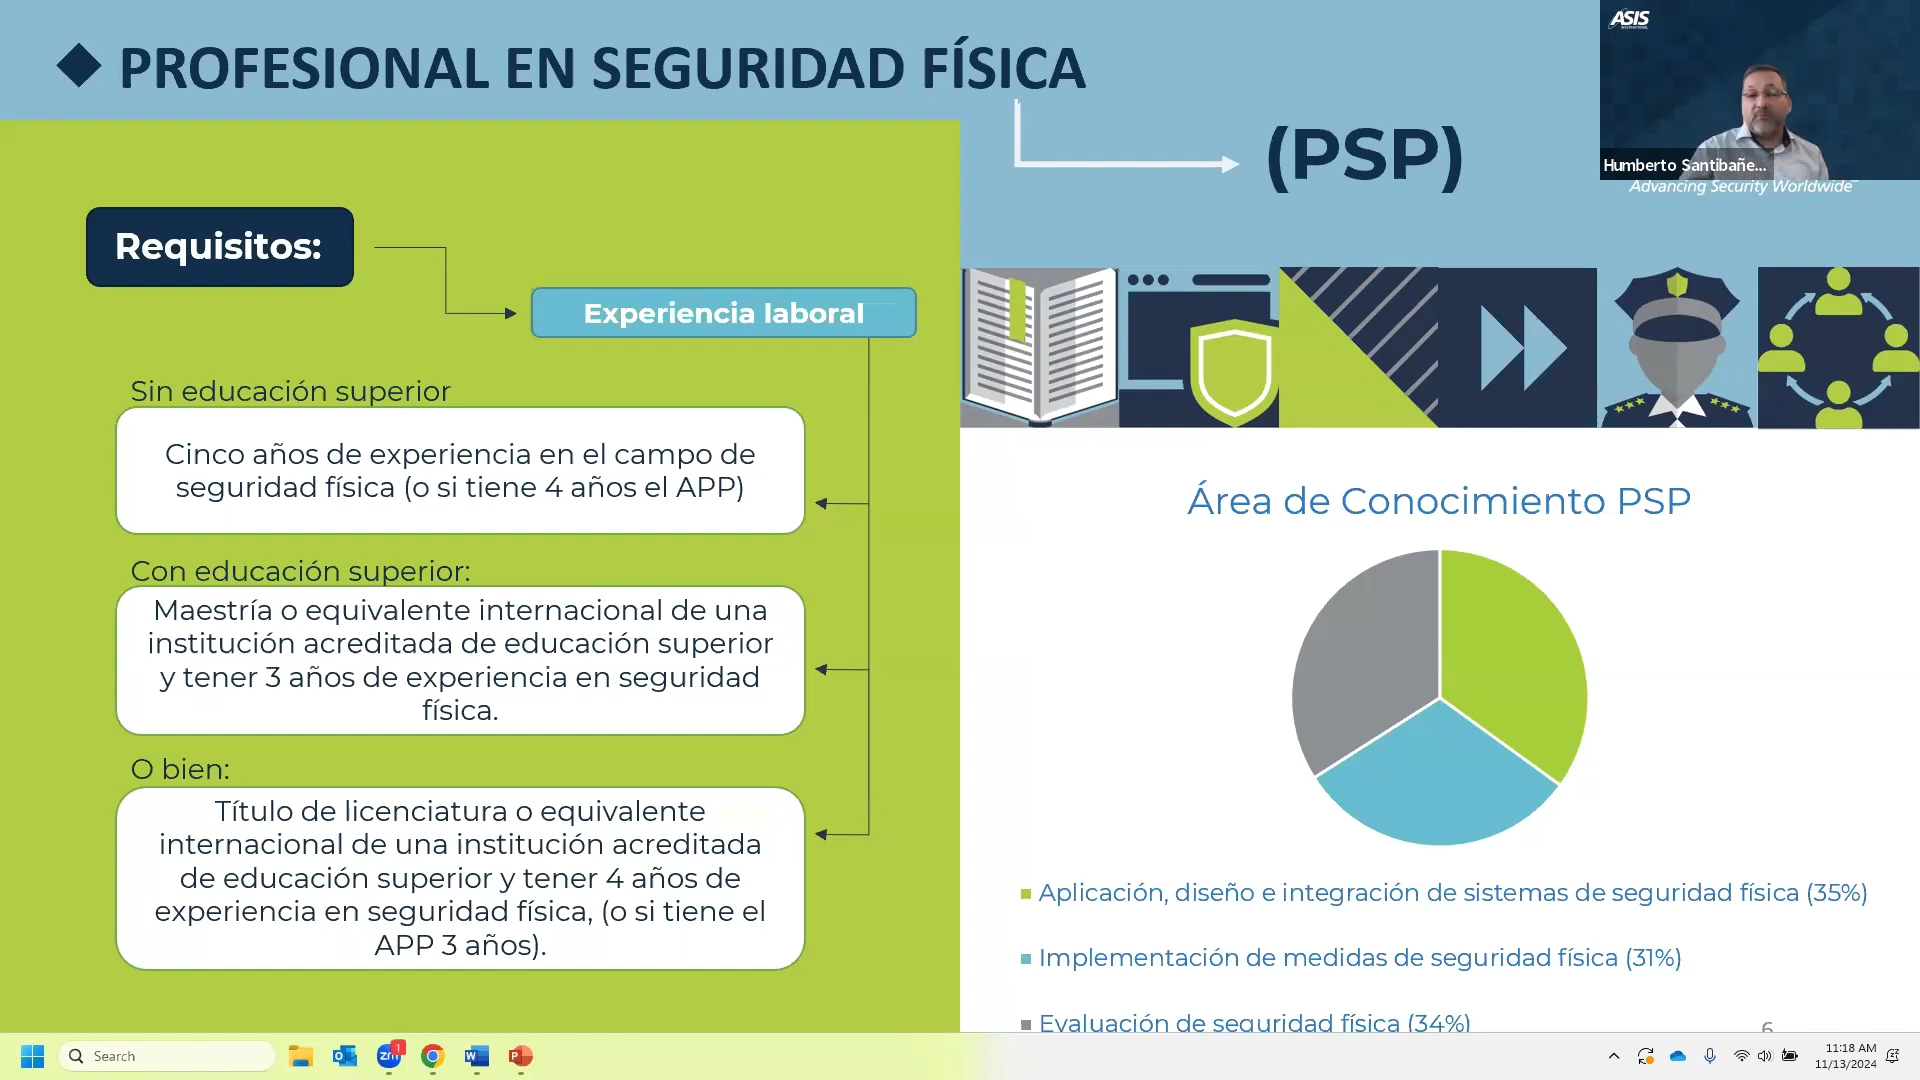 PROFESIONAL EN SEGURIDAD FÍSICA
(PSP)
ASIS
INTERNATIONAL
Humberto Santibañe...
Advancing Security Worldwide
Requisitos:
Experiencia laboral
Sin educación superior
Cinco años de experiencia en el campo de
seguridad física (o si tiene 4 años el APP)
Con educación superior:
Maestría o equivalente internacional de una
institución acreditada de educación superior
y tener 3 años de experiencia en seguridad
física.
O bien:
Título de licenciatura o equivalente
internacional de una institución acreditada
de educación superior y tener 4 años de
experiencia en seguridad física, (o si tiene el
APP 3 años).
Área de Conocimiento PSP
Aplicación, diseño e integración de sistemas de seguridad física (35%)
Implementación de medidas de seguridad física (31%)
Evaluación de seguridad física (34%)
6
Search
zm
1
W
P
11:18 AM
11/13/2024